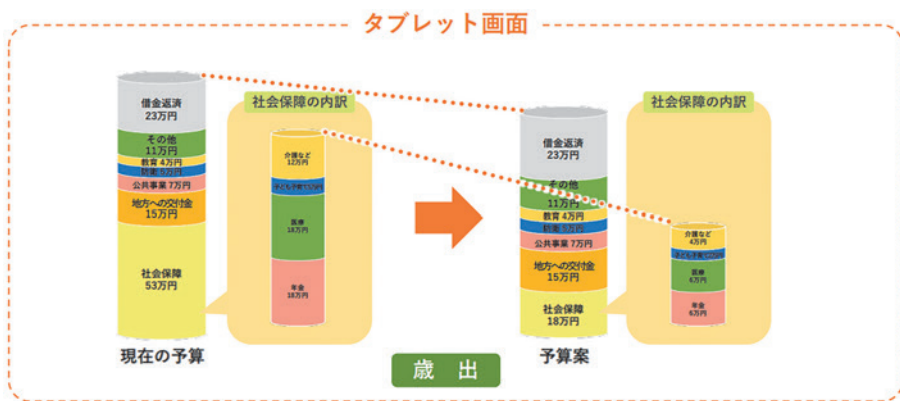 タブレット画面
借金返済
23万円
その他
11万円
教育 4万円
防衛 5万円
公共事業 7万円
地方への交付金
15万円
社会保障
53万円
現在の予算
社会保障の内訳
介護など
12万円
医療
18万円
年金
18万円
借金返済
23万円
その他
11万円
教育 4万円
防衛 5万円
公共事業 7万円
地方への交付金
15万円
社会保障
18万円
予算案
社会保障の内訳
介護など
4万円
医療
6万円
年金
6万円
歳 出